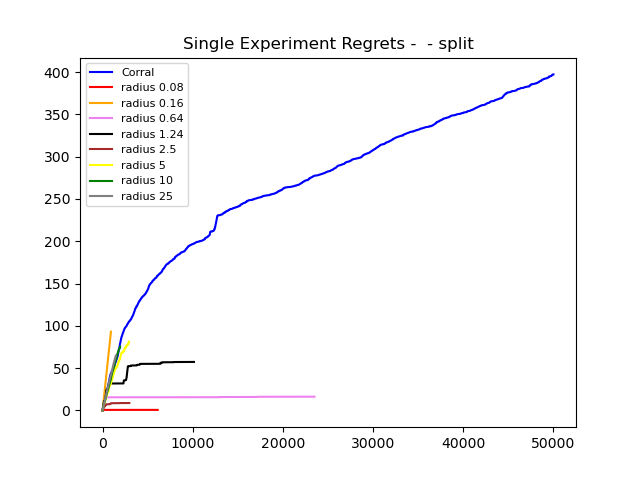 Single Experiment Regrets -  - split
Corral
radius 0.08
radius 0.16
radius 0.64
radius 1.24
radius 2.5
radius 5
radius 10
radius 25
400
350
300
250
200
150
100
50
0
0 10000 20000 30000 40000 50000